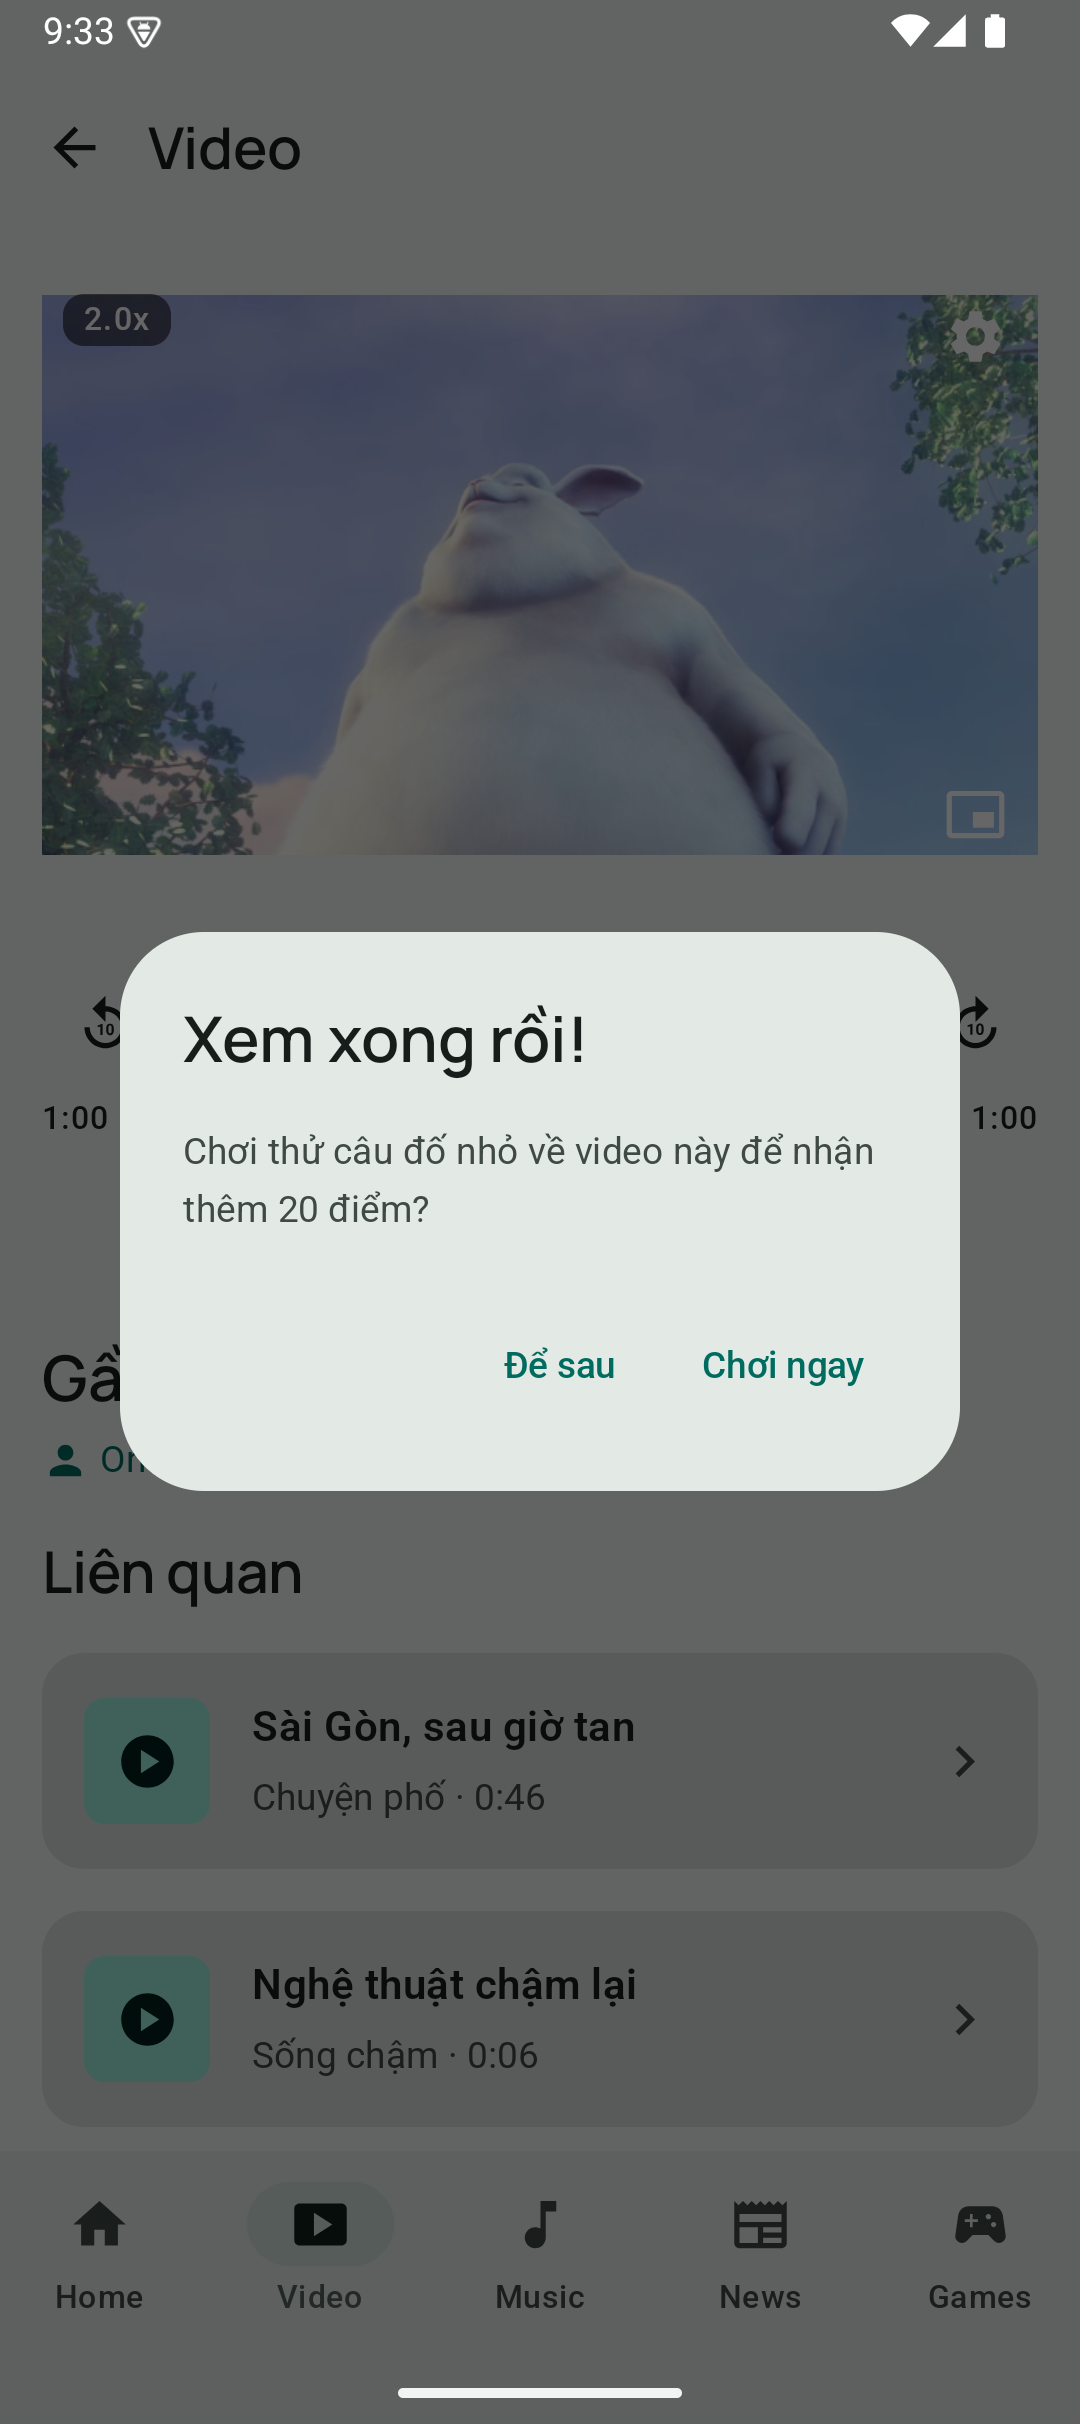 9:33
Video
2.0x
Xem xong rồi!
Chơi thử câu đố nhỏ về video này để nhận
thêm 20 điểm?
Để sau
Chơi ngay
10
10
1:00
1:00
Liên quan
Sài Gòn, sau giờ tan
Chuyện phố · 0:46
Nghệ thuật chậm lại
Sống chậm · 0:06
Home
Video
Music
News
Games